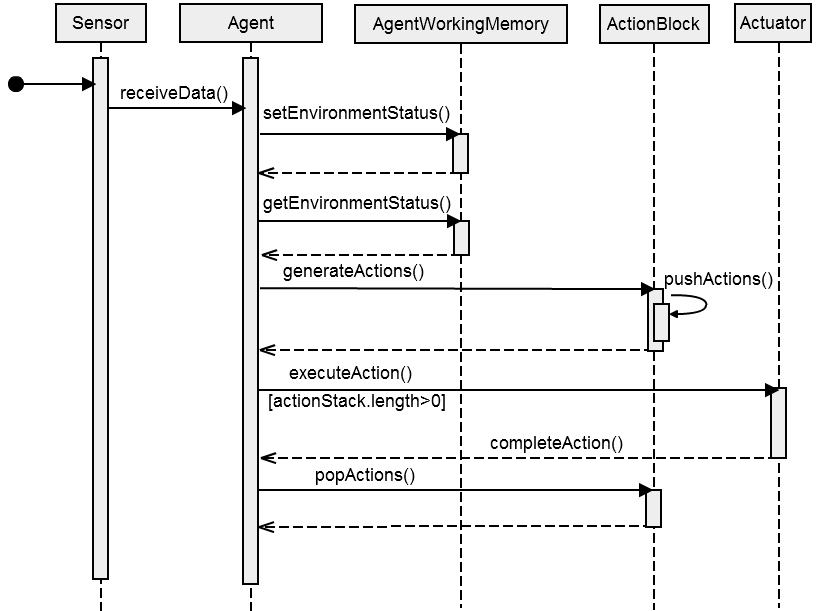 Sensor
Agent
AgentWorkingMemory
ActionBlock
Actuator
receiveData()
setEnvironmentStatus()
getEnvironmentStatus()
generateActions()
pushActions()
executeAction()
[actionStack.length>0]
completeAction()
popActions()